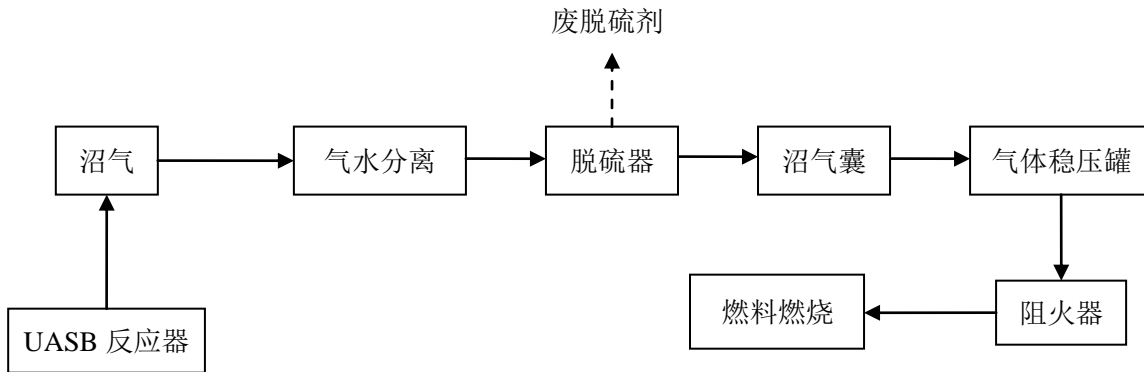 废脱硫剂
沼气
气水分离
脱硫器
沼气囊
气体稳压罐
UASB 反应器
燃料燃烧
阻火器